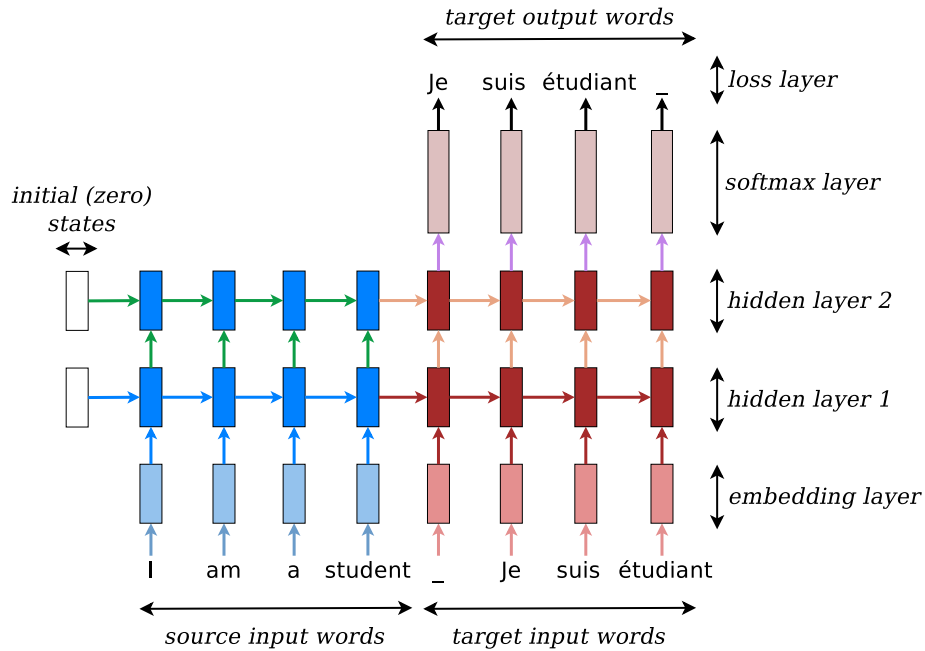 target output words
Je suis étudiant _
loss layer
softmax layer
initial (zero)
states
hidden layer 2
hidden layer 1
embedding layer
I am a student _ Je suis étudiant
source input words
target input words